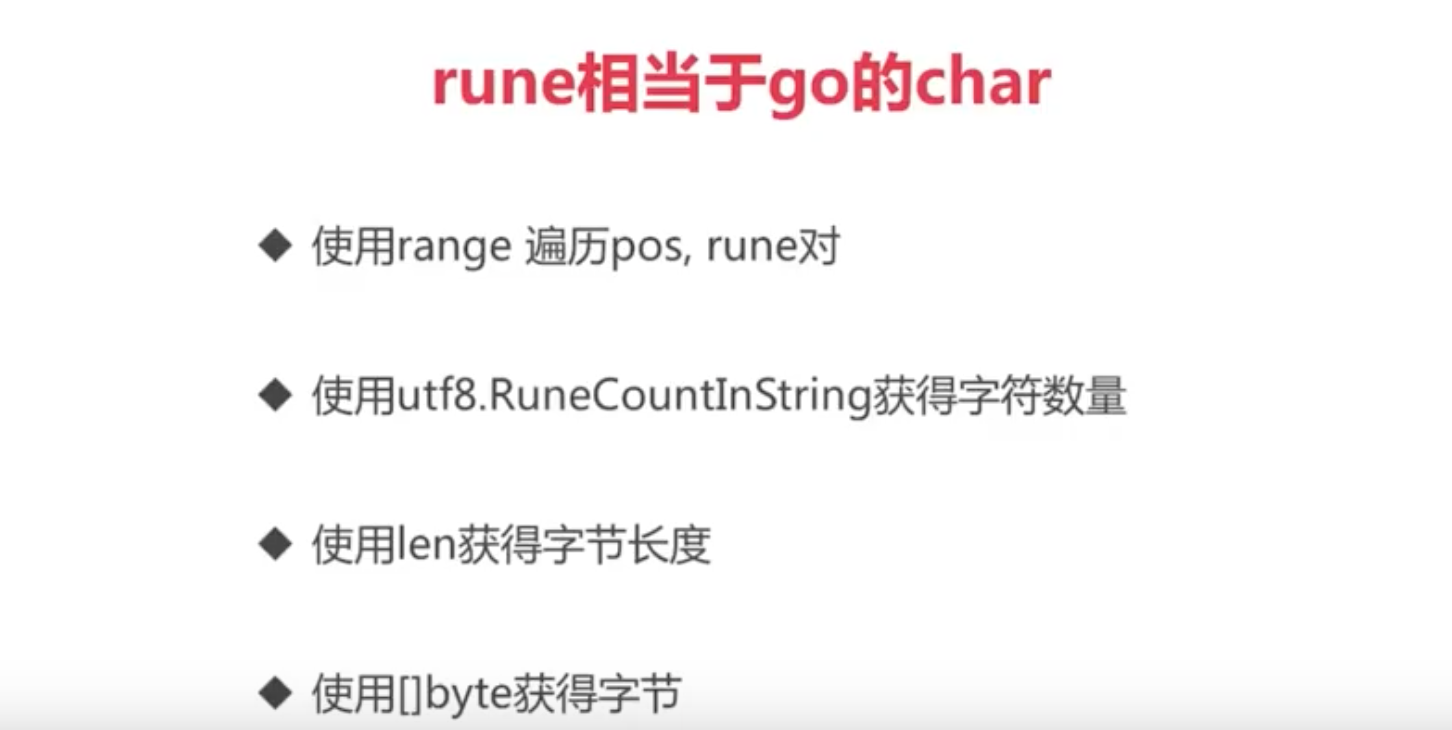 rune相当于go的char
◆ 使用range 遍历pos, rune对
◆ 使用utf8.RuneCountInString获得字符数量
◆ 使用len获得字节长度
◆ 使用[]byte获得字节